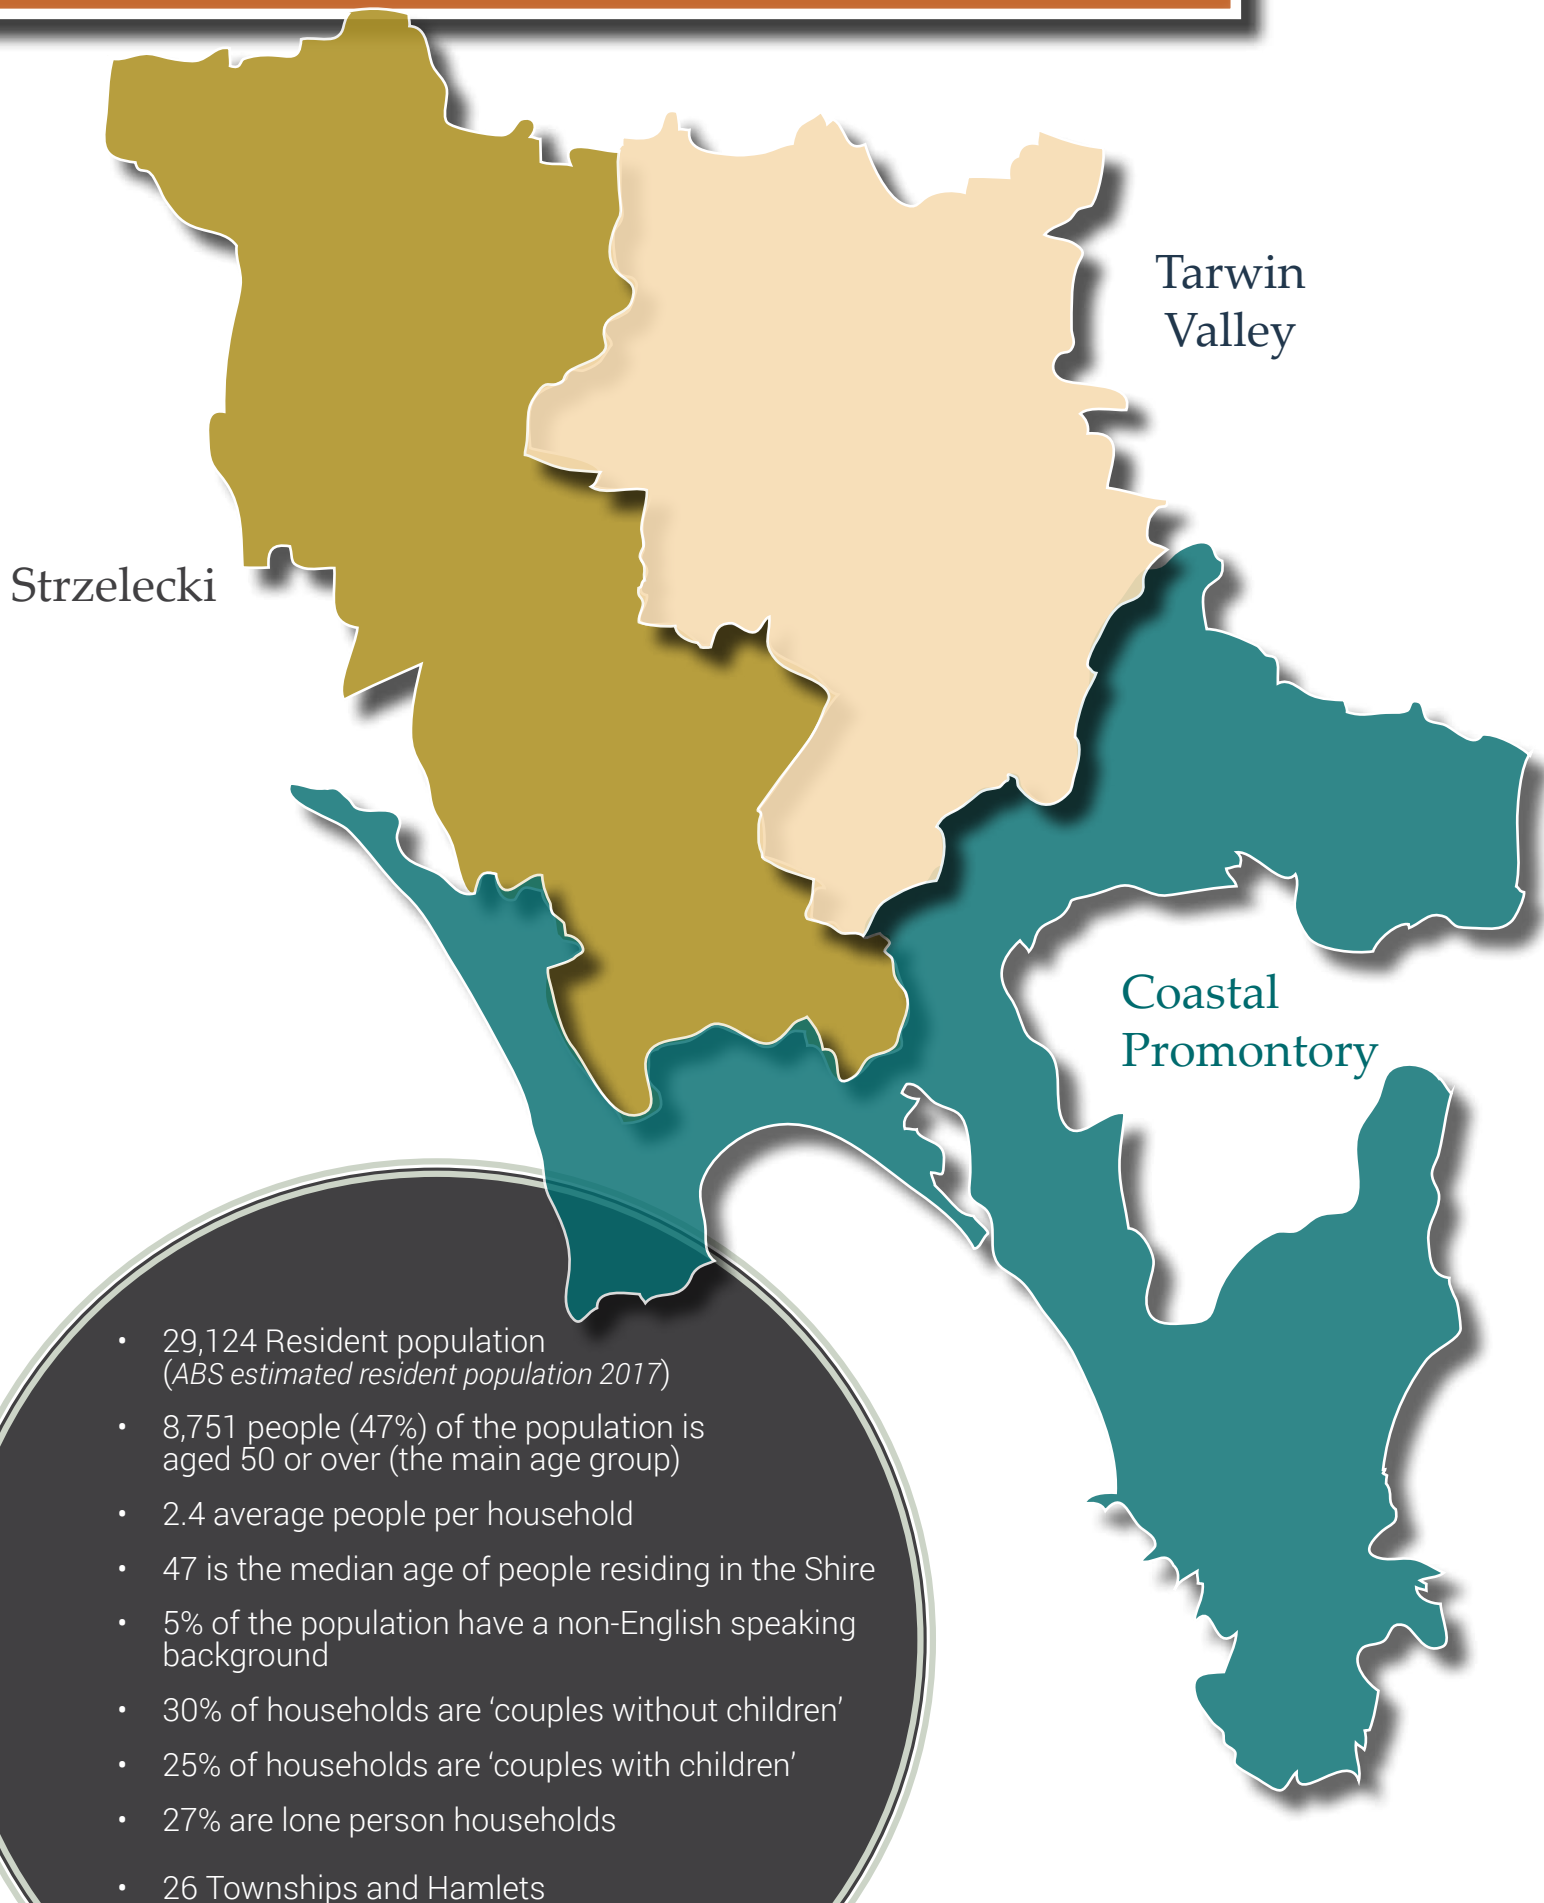 Tarwin
Valley
Strzelecki
Coastal
Promontory
• 29,124 Resident population
(ABS estimated resident population 2017)
• 8,751 people (47%) of the population is
aged 50 or over (the main age group)
• 2.4 average people per household
• 47 is the median age of people residing in the Shire
• 5% of the population have a non-English speaking
background
• 30% of households are ‘couples without children’
• 25% of households are ‘couples with children’
• 27% are lone person households
• 26 Townships and Hamlets